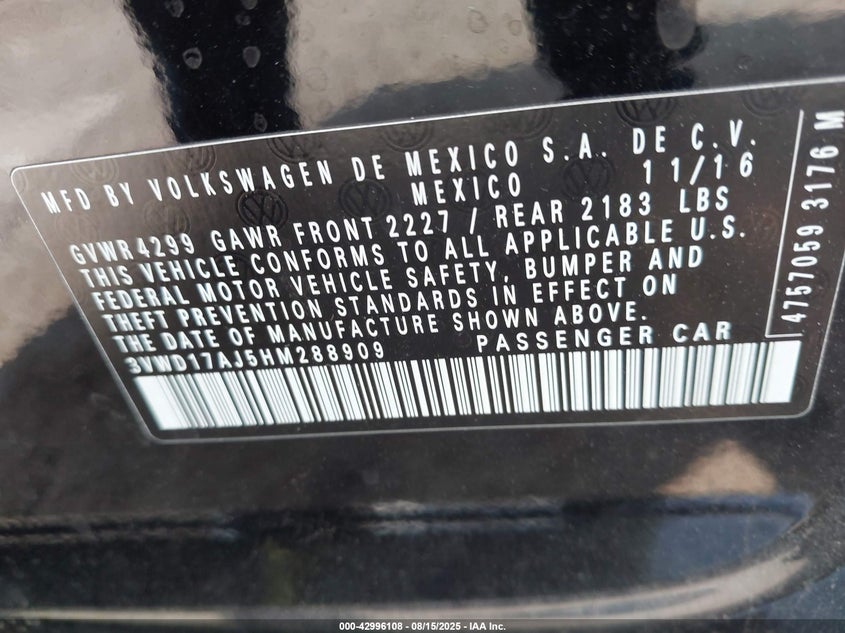 MFD BY VOLKSWAGEN DE MEXICO S.A. DE C.V.
MEXICO 11/16
GVWR4299 GAWR FRONT 2227 / REAR 2183 LBS
THIS VEHICLE CONFORMS TO ALL APPLICABLE U.S.
FEDERAL MOTOR VEHICLE SAFETY, BUMPER AND
THEFT PREVENTION STANDARDS IN EFFECT ON
THE DATE OF MANUFACTURE SHOWN ABOVE.
3VWD17AJ5HM288909 PASSENGER CAR
4757059 3176 M
000-42996108 - 08/15/2025 - IAA Inc.